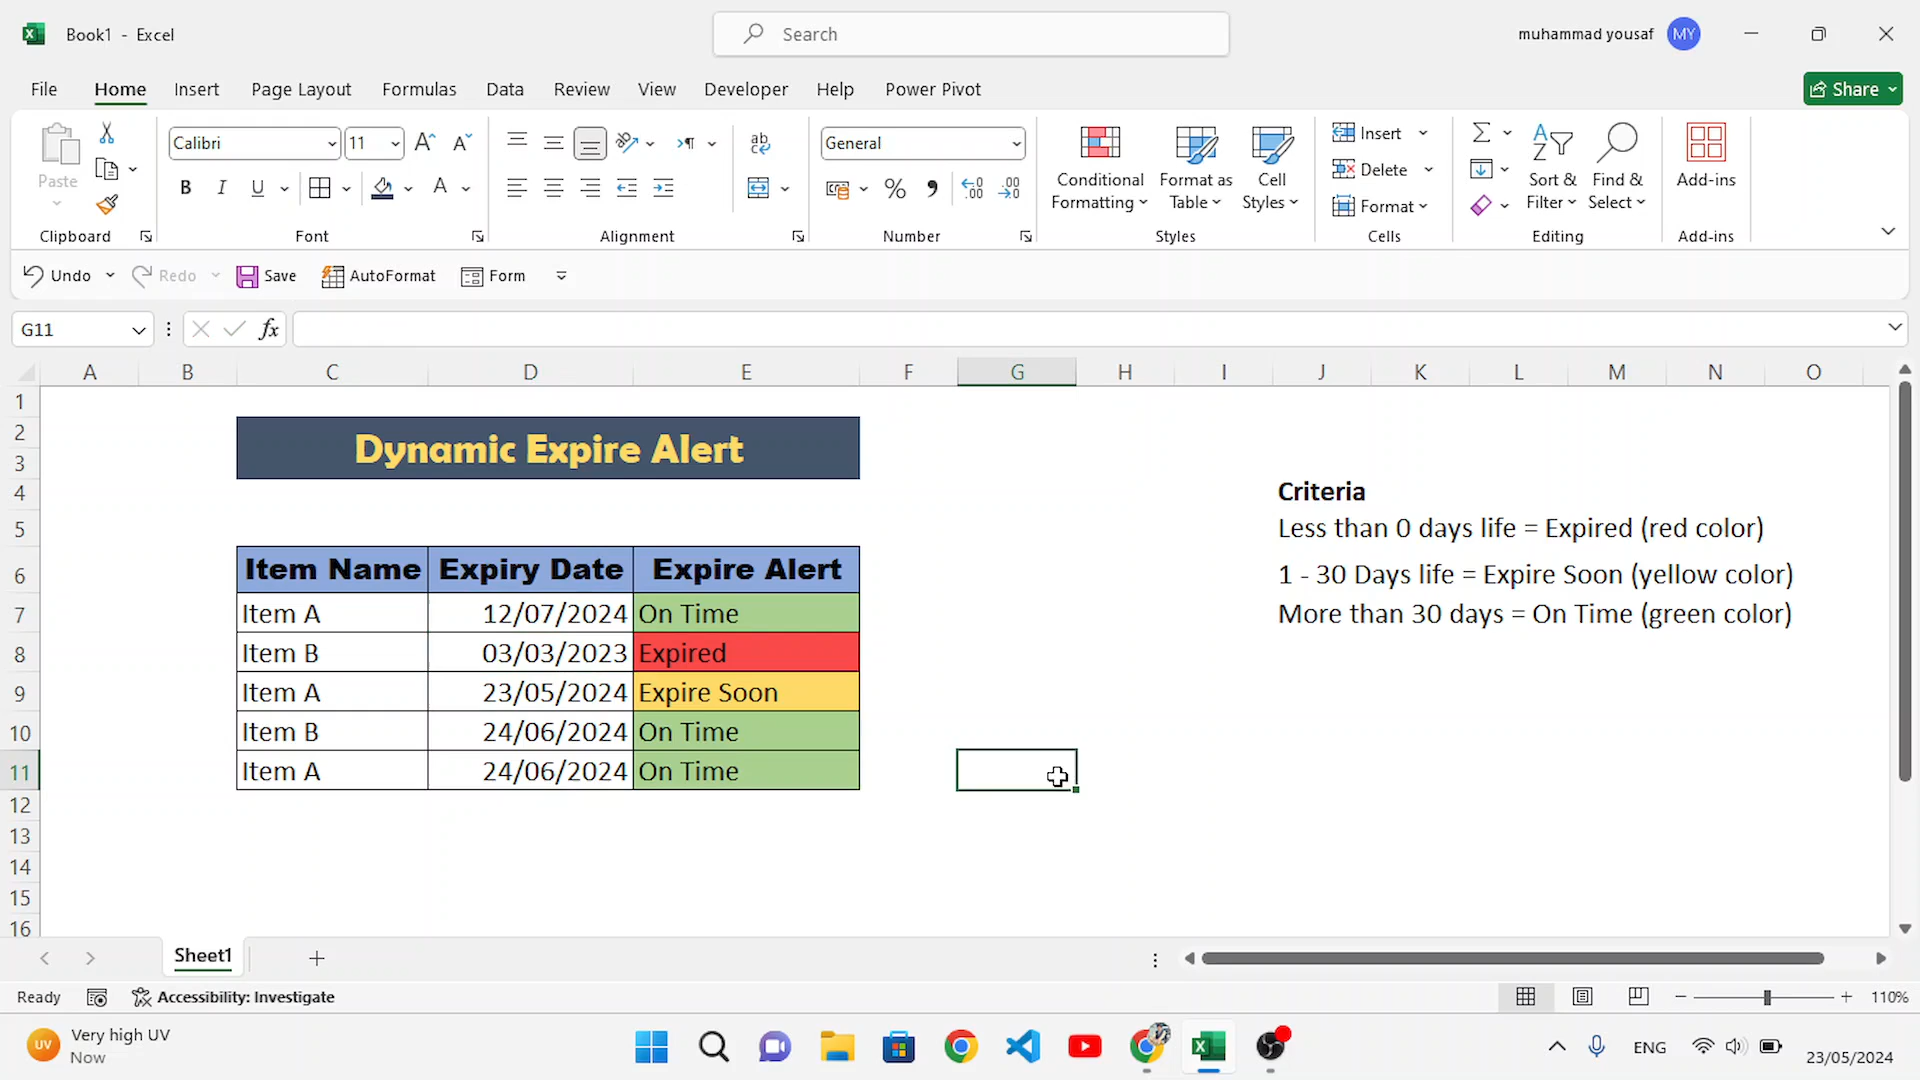 Book1 - Excel
Search
muhammad yousaf MY
File Home Insert Page Layout Formulas Data Review View Developer Help Power Pivot Share
Paste
Calibri 11
General
Conditional Formatting
Format as Table
Cell Styles
Insert
Delete
Format
Sort & Filter
Find & Select
Add-ins
Clipboard Font Alignment Number Styles Cells Editing Add-ins
Undo Redo Save AutoFormat Form
G11 fx
A B C D E F G H I J K L M N O
1
2
3
4
5
6
7
8
9
10
11
12
13
14
15
16
Dynamic Expire Alert
Item Name Expiry Date Expire Alert
Item A 12/07/2024 On Time
Item B 03/03/2023 Expired
Item A 23/05/2024 Expire Soon
Item B 24/06/2024 On Time
Item A 24/06/2024 On Time
Criteria
Less than 0 days life = Expired (red color)
1 - 30 Days life = Expire Soon (yellow color)
More than 30 days = On Time (green color)
Sheet1
Ready Accessibility: Investigate 110%
UV Very high UV
Now
ENG
23/05/2024